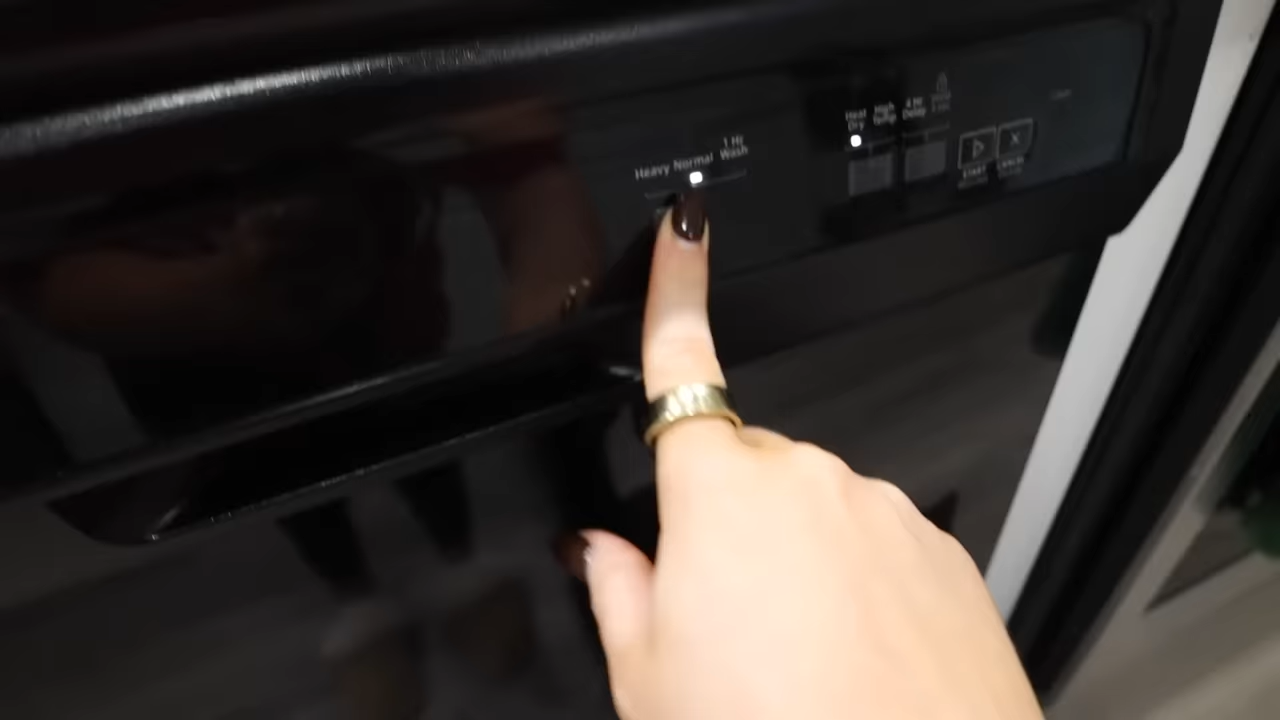 Heavy Normal 1 Hr Wash
Heat Dry
High Temp
4 Hr Delay
START
CANCEL